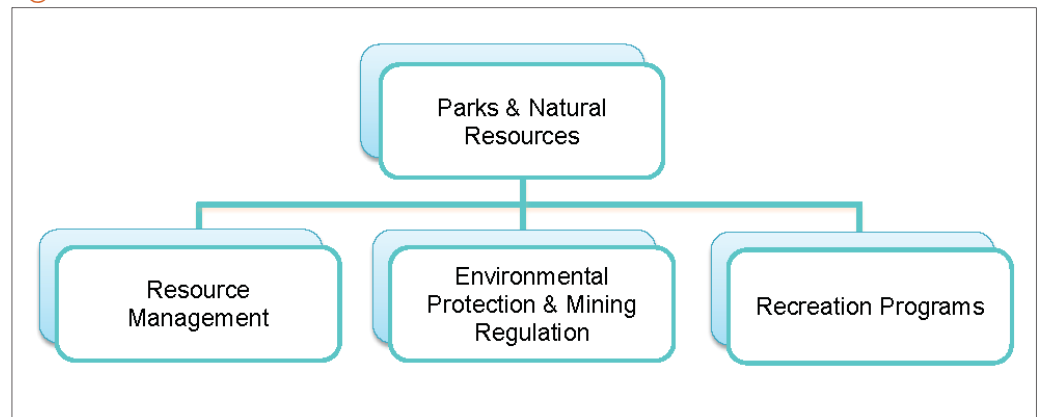 Parks & Natural
Resources
Resource
Management
Environmental
Protection & Mining
Regulation
Recreation Programs